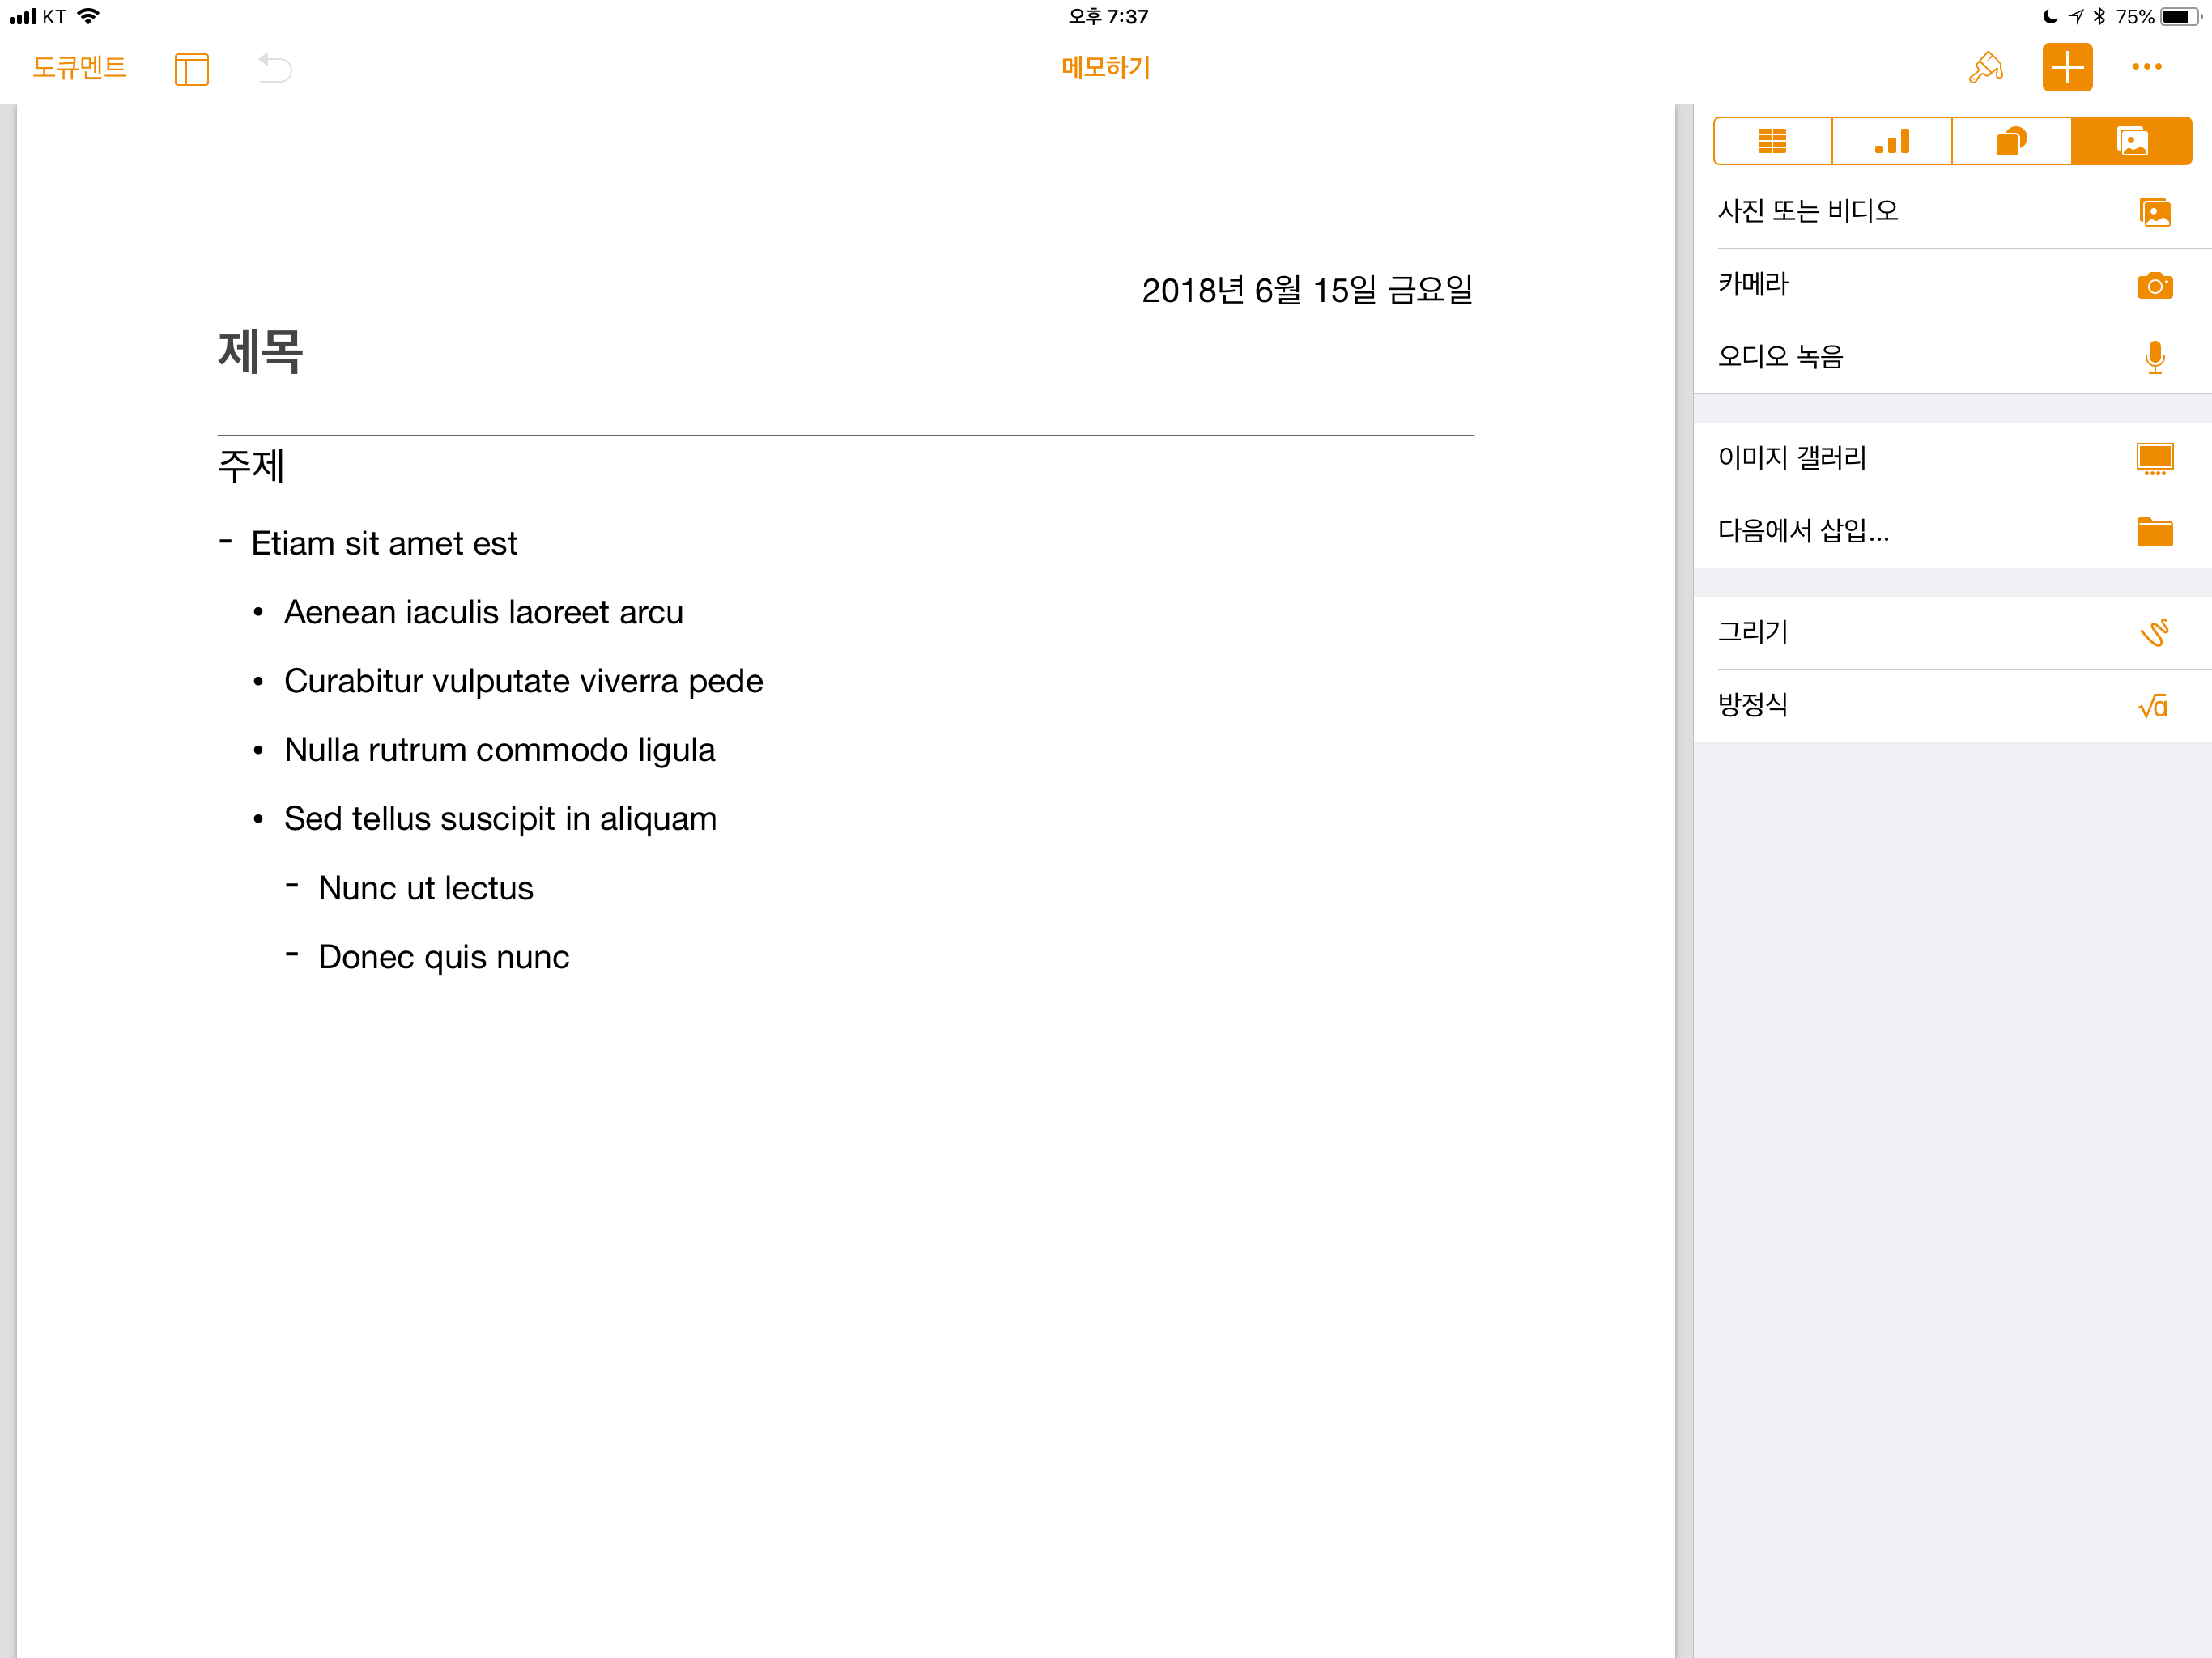 KT
오후 7:37
75%
도큐멘트
메모하기
2018년 6월 15일 금요일
제목
주제
- Etiam sit amet est
• Aenean iaculis laoreet arcu
• Curabitur vulputate viverra pede
• Nulla rutrum commodo ligula
• Sed tellus suscipit in aliquam
- Nunc ut lectus
- Donec quis nunc
사진 또는 비디오
카메라
오디오 녹음
이미지 갤러리
다음에서 삽입...
그리기
방정식
√a